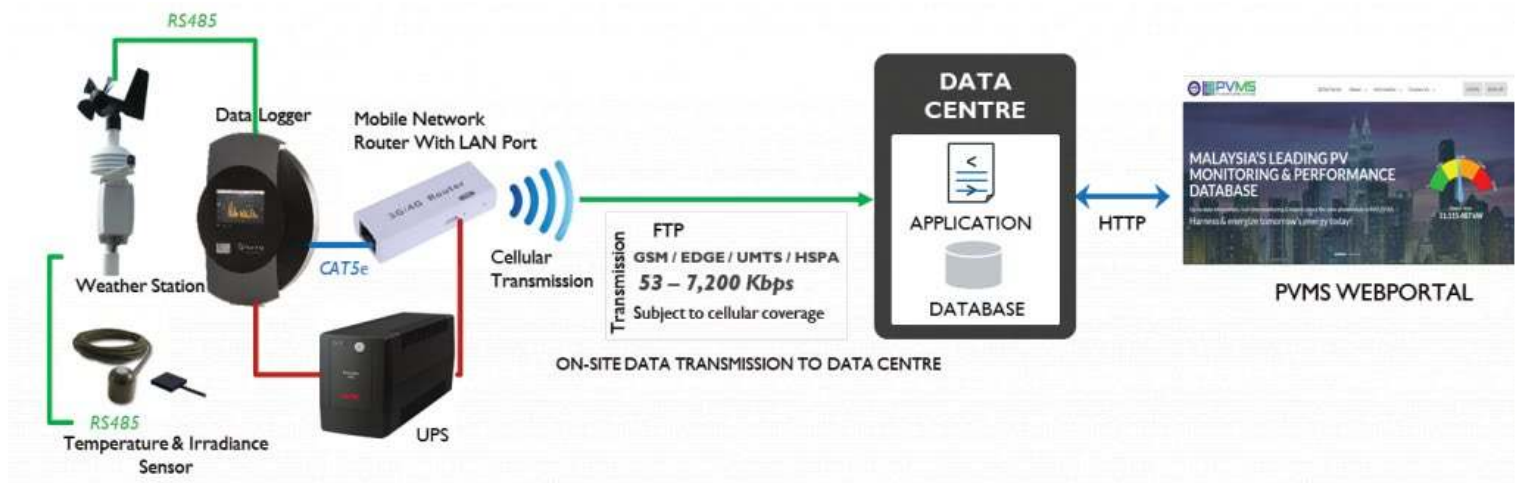 RS485
Data Logger
Mobile Network
Router With LAN Port
3G/4G Router
CAT5e
Weather Station
RS485
Temperature & Irradiance
Sensor
UPS
Cellular
Transmission
Transmission
FTP
GSM / EDGE / UMTS / HSPA
53 – 7,200 Kbps
Subject to cellular coverage
ON-SITE DATA TRANSMISSION TO DATA CENTRE
DATA
CENTRE
APPLICATION
DATABASE
HTTP
PVMS
MALAYSIA'S LEADING PV
MONITORING & PERFORMANCE
DATABASE
Harness & energize tomorrow's energy today!
PVMS WEBPORTAL